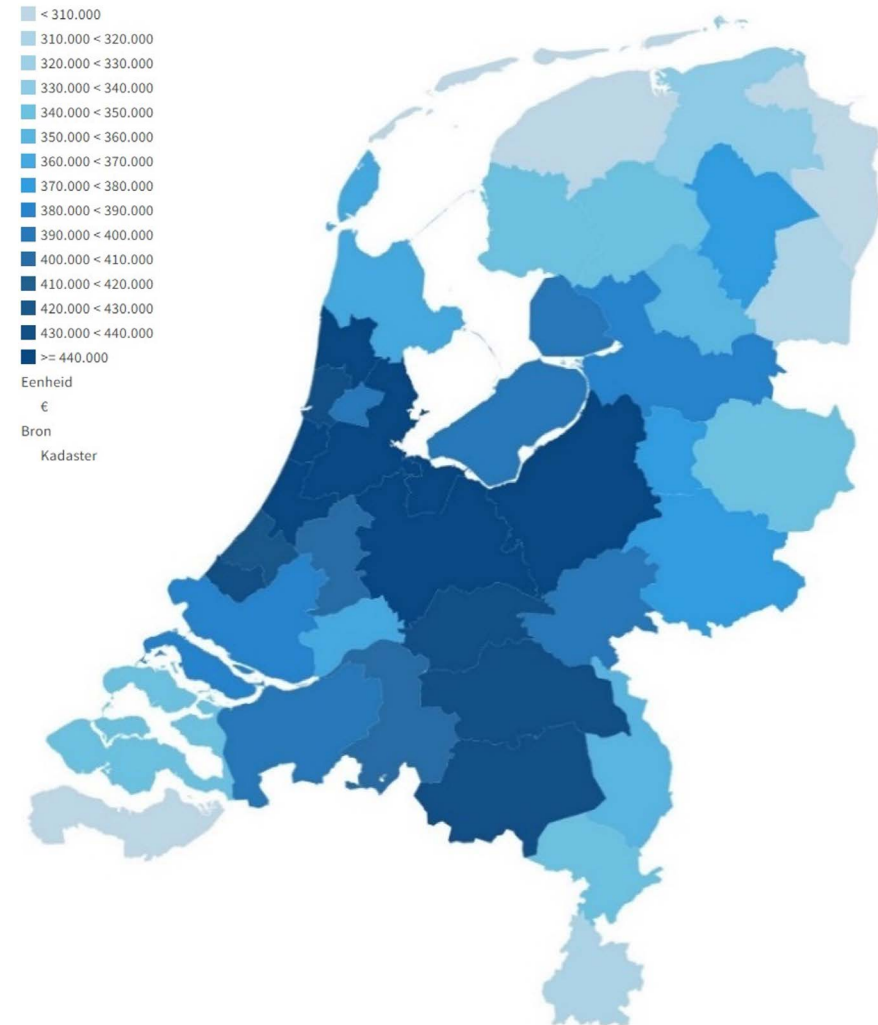 < 310.000
310.000 < 320.000
320.000 < 330.000
330.000 < 340.000
340.000 < 350.000
350.000 < 360.000
360.000 < 370.000
370.000 < 380.000
380.000 < 390.000
390.000 < 400.000
400.000 < 410.000
410.000 < 420.000
420.000 < 430.000
430.000 < 440.000
>= 440.000
Eenheid
€
Bron
Kadaster